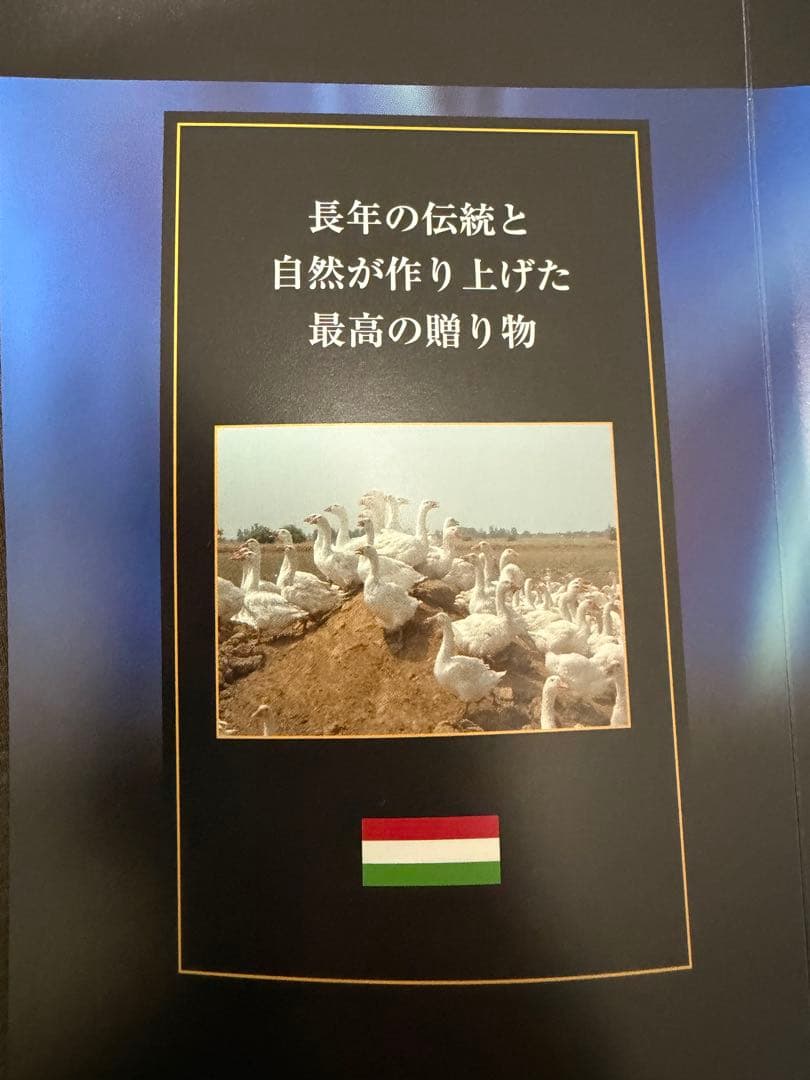 長年の伝統と
自然が作り上げた
最高の贈り物